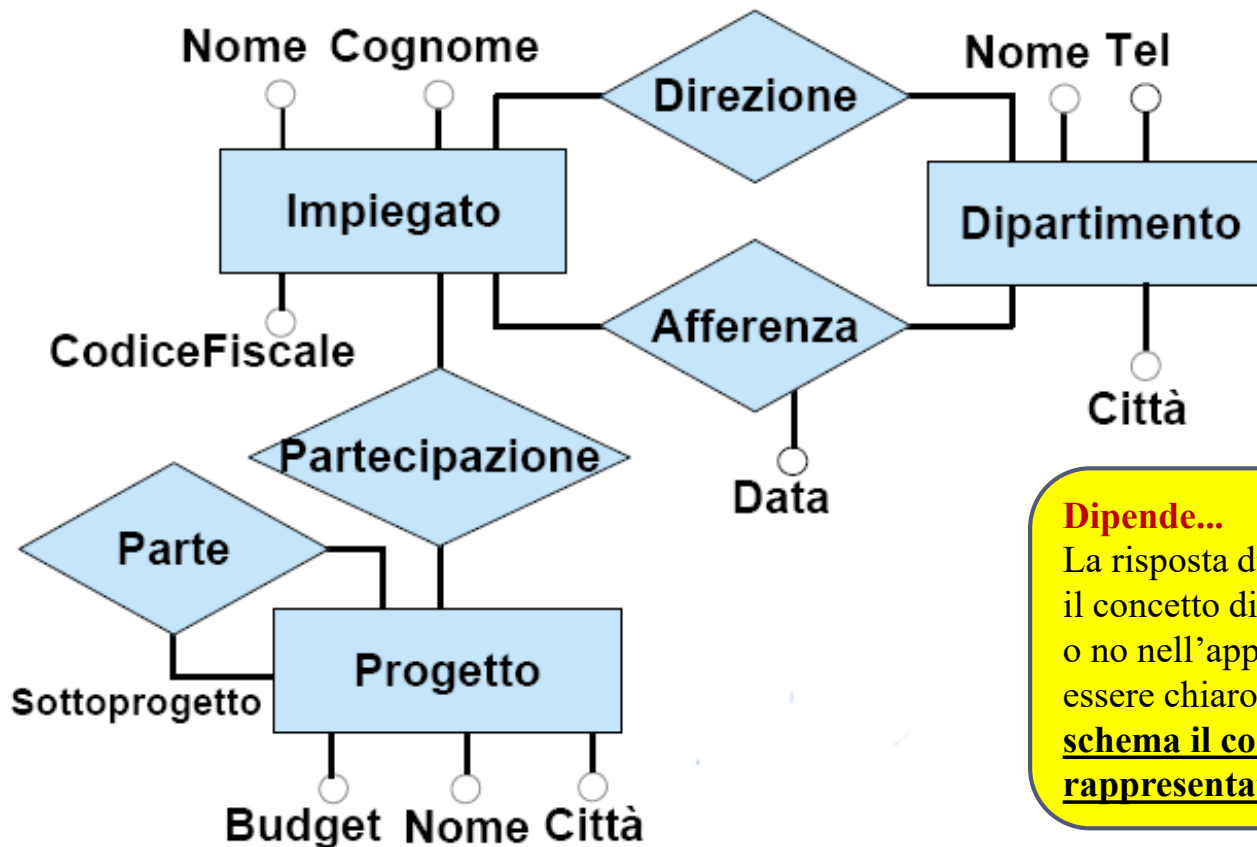 Nome Cognome
Nome Tel
Direzione
Impiegato
Dipartimento
Afferenza
CodiceFiscale
Città
Partecipazione
Data
Parte
Progetto
Sottoprogetto
Budget Nome Città
Dipende...
La risposta d
il concetto di
o no nell'app
essere chiaro
schema il co
rappresenta